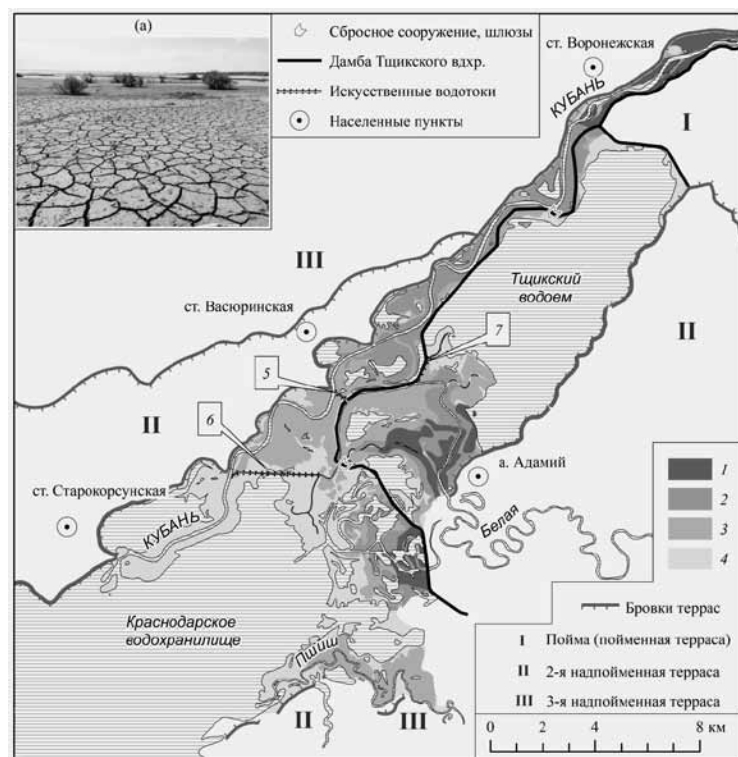 (а)
Сбросное сооружение, шлюзы
Дамба Тщикского вдхр.
Искусственные водотоки
Населенные пункты
ст. Воронежская
КУБАНЬ
I
III
Тщикский
водоем
ст. Васюринская
II
7
5
6
II
а. Адамий
ст. Старокорсунская
КУБАНЬ
Белая
1
2
3
4
Краснодарское
водохранилище
Пшиш
Бровки террас
I Пойма (пойменная терраса)
II 2-я надпойменная терраса
III 3-я надпойменная терраса
II
III
0 2 4 8 км